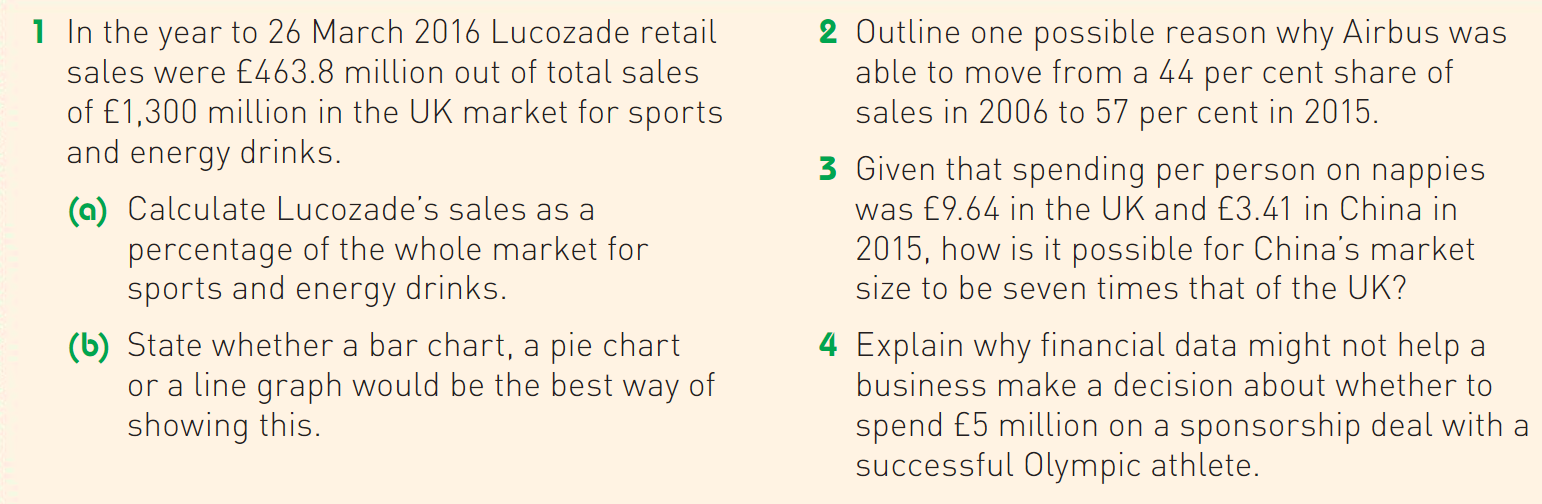 1 In the year to 26 March 2016 Lucozade retail
sales were £463.8 million out of total sales
of £1,300 million in the UK market for sports
and energy drinks.
(a) Calculate Lucozade's sales as a
percentage of the whole market for
sports and energy drinks.
(b) State whether a bar chart, a pie chart
or a line graph would be the best way of
showing this.
2 Outline one possible reason why Airbus was
able to move from a 44 per cent share of
sales in 2006 to 57 per cent in 2015.
3 Given that spending per person on nappies
was £9.64 in the UK and £3.41 in China in
2015, how is it possible for China's market
size to be seven times that of the UK?
4 Explain why financial data might not help a
business make a decision about whether to
spend £5 million on a sponsorship deal with a
successful Olympic athlete.